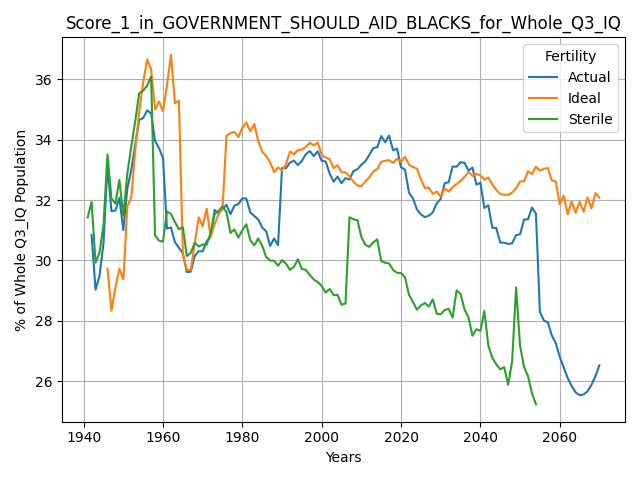 Score_1_in_GOVERNMENT_SHOULD_AID_BLACKS_for_Whole_Q3_IQ
Fertility
Actual
Ideal
Sterile
% of Whole Q3_IQ Population
36
34
32
30
28
26
1940
1960
1980
2000
2020
2040
2060
Years